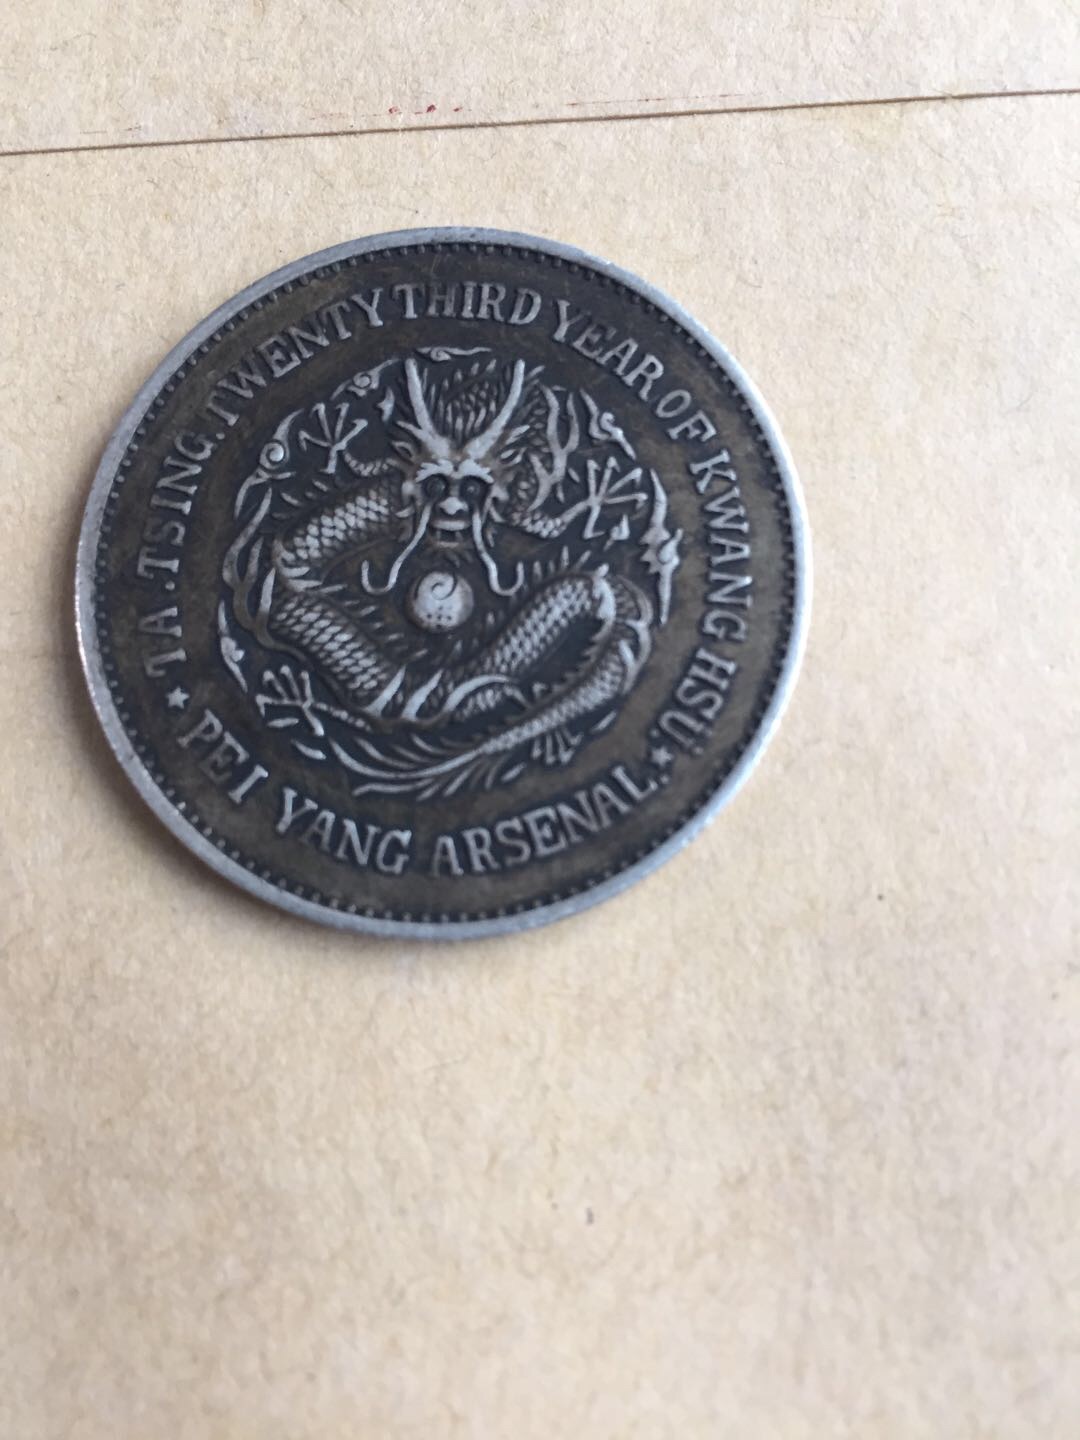 TA.TSING.TWENTY THIRD YEAR OF KWANG HSU.
PEI YANG ARSENAL.